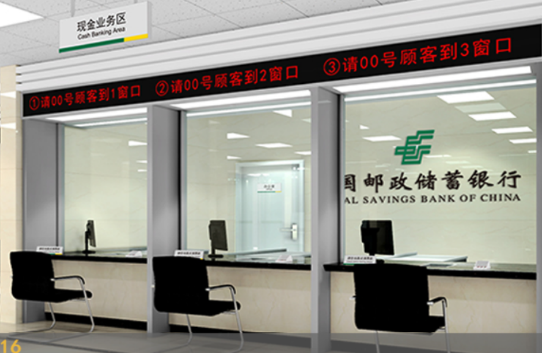 现金业务区
Cash Banking Area
①请00号顾客到1窗口
②请00号顾客到2窗口
③请00号顾客到3窗口
国邮政储蓄银行
AL SAVINGS BANK OF CHINA
16